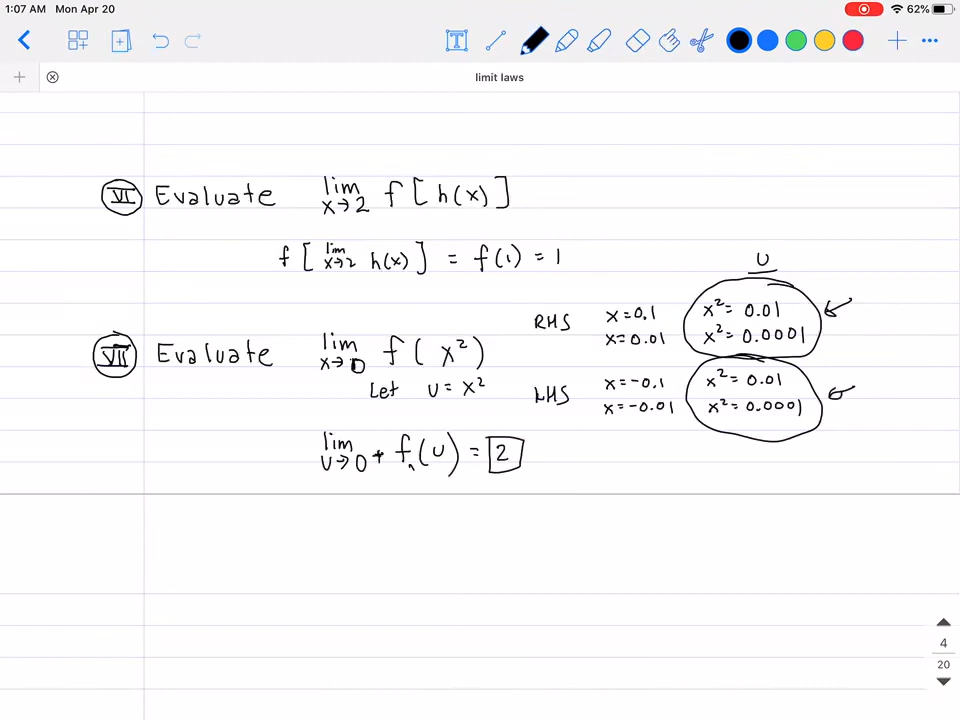 1:07 AM Mon Apr 20 62%
limit laws
VI Evaluate lim x→2 f[h(x)]
f[lim x→2 h(x)] = f(1) = 1
U
RHS x=0.1 x²= 0.01
x=0.01 x²= 0.0001
VII Evaluate lim x→0 f(x²)
Let U = x²
LHS x=-0.1 x²= 0.01
x=-0.01 x²= 0.0001
lim U→0+ f(U) = 2
4
20